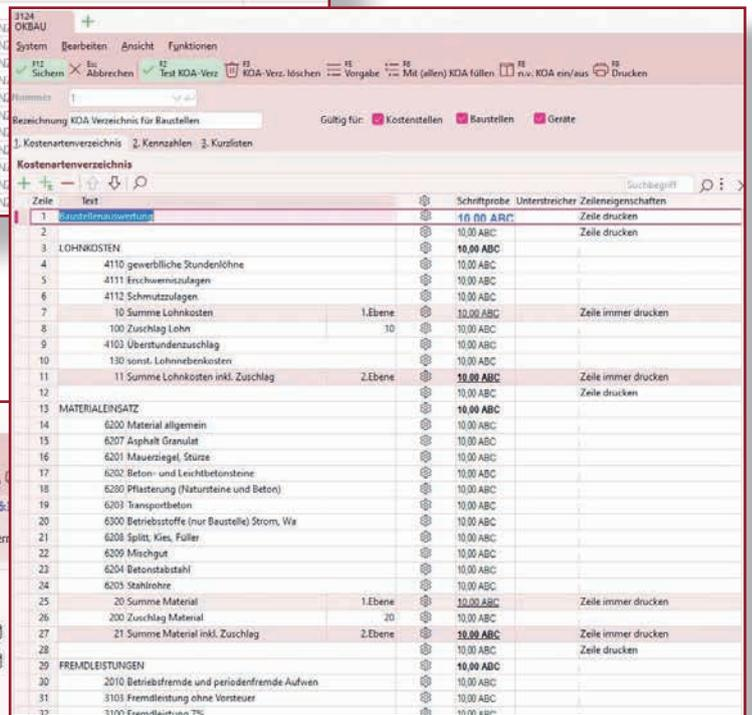 3124
OKBAU
System Bearbeiten Ansicht Funktionen
F12 Sichern Esc Abbrechen F2 Test KOA-Verz F3 KOA-Verz. löschen F5 Vorgabe F6 Mit (allen) KOA füllen F8 n.v. KOA ein/aus F9 Drucken
Nummer 1
Bezeichnung KOA Verzeichnis für Baustellen Gültig für: Kostenstellen Baustellen Geräte
1. Kostenartenverzeichnis 2. Kennzahlen 3. Kurzlisten
Kostenartenverzeichnis
Suchbegriff
Zeile Text Schriftprobe Unterstreicher Zeileneigenschaften
1 Baustellenauswertung 10.00 ABC Zeile drucken
2 10,00 ABC Zeile drucken
3 LOHNKOSTEN 10,00 ABC
4 4110 gewerbliche Stundenlöhne 10,00 ABC
5 4111 Erschwerniszulagen 10,00 ABC
6 4112 Schmutzzulagen 10,00 ABC
7 10 Summe Lohnkosten 1.Ebene 10,00 ABC Zeile immer drucken
8 100 Zuschlag Lohn 10 10,00 ABC
9 4103 Überstundenzuschlag 10,00 ABC
10 130 sonst. Lohnnebenkosten 10,00 ABC
11 11 Summe Lohnkosten inkl. Zuschlag 2.Ebene 10,00 ABC Zeile immer drucken
12 10,00 ABC Zeile drucken
13 MATERIALEINSATZ 10,00 ABC
14 6200 Material allgemein 10,00 ABC
15 6207 Asphalt Granulat 10,00 ABC
16 6201 Mauerziegel, Stürze 10,00 ABC
17 6202 Beton- und Leichtbetonsteine 10,00 ABC
18 6280 Pflasterung (Natursteine und Beton) 10,00 ABC
19 6203 Transportbeton 10,00 ABC
20 6300 Betriebsstoffe (nur Baustelle) Strom, Wa 10,00 ABC
21 6208 Splitt, Kies, Füller 10,00 ABC
22 6209 Mischgut 10,00 ABC
23 6204 Betonstabstahl 10,00 ABC
24 6205 Stahlrohre 10,00 ABC
25 20 Summe Material 1.Ebene 10,00 ABC Zeile immer drucken
26 200 Zuschlag Material 20 10,00 ABC
27 21 Summe Material inkl. Zuschlag 2.Ebene 10,00 ABC Zeile immer drucken
28 10,00 ABC Zeile drucken
29 FREMDLEISTUNGEN 10,00 ABC
30 2010 Betriebsfremde und periodenfremde Aufwen 10,00 ABC
31 3103 Fremdleistung ohne Vorsteuer 10,00 ABC
32 3100 Fremdleistung 7% 10,00 ABC